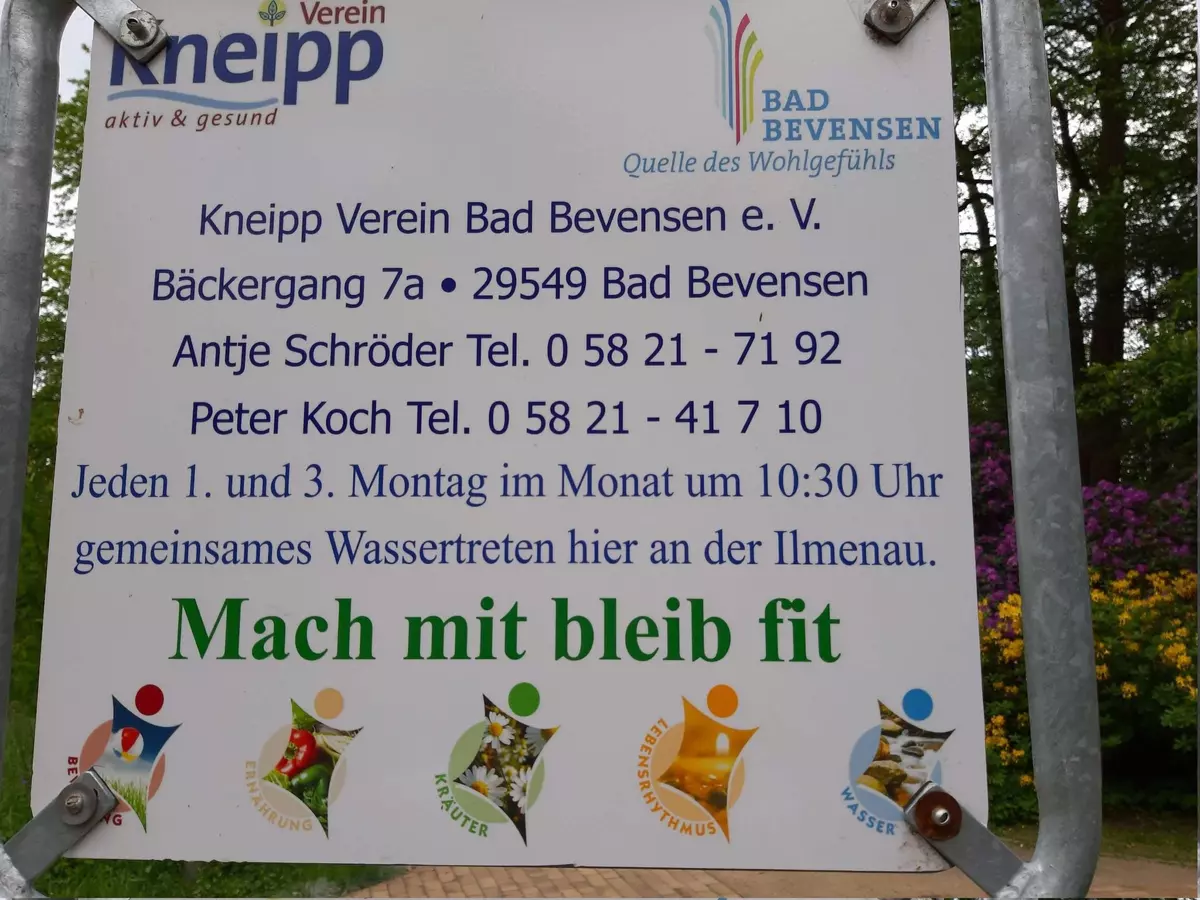 Verein
Kneipp
aktiv & gesund
BAD
BEVENSEN
Quelle des Wohlgefühls
Kneipp Verein Bad Bevensen e. V.
Bäckergang 7a • 29549 Bad Bevensen
Antje Schröder Tel. 0 58 21 - 71 92
Peter Koch Tel. 0 58 21 - 41 7 10
Jeden 1. und 3. Montag im Monat um 10:30 Uhr
gemeinsames Wassertreten hier an der Ilmenau.
Mach mit bleib fit
ERNÄHRUNG
KRÄUTER
LEBENSRHYTHMUS
WASSER